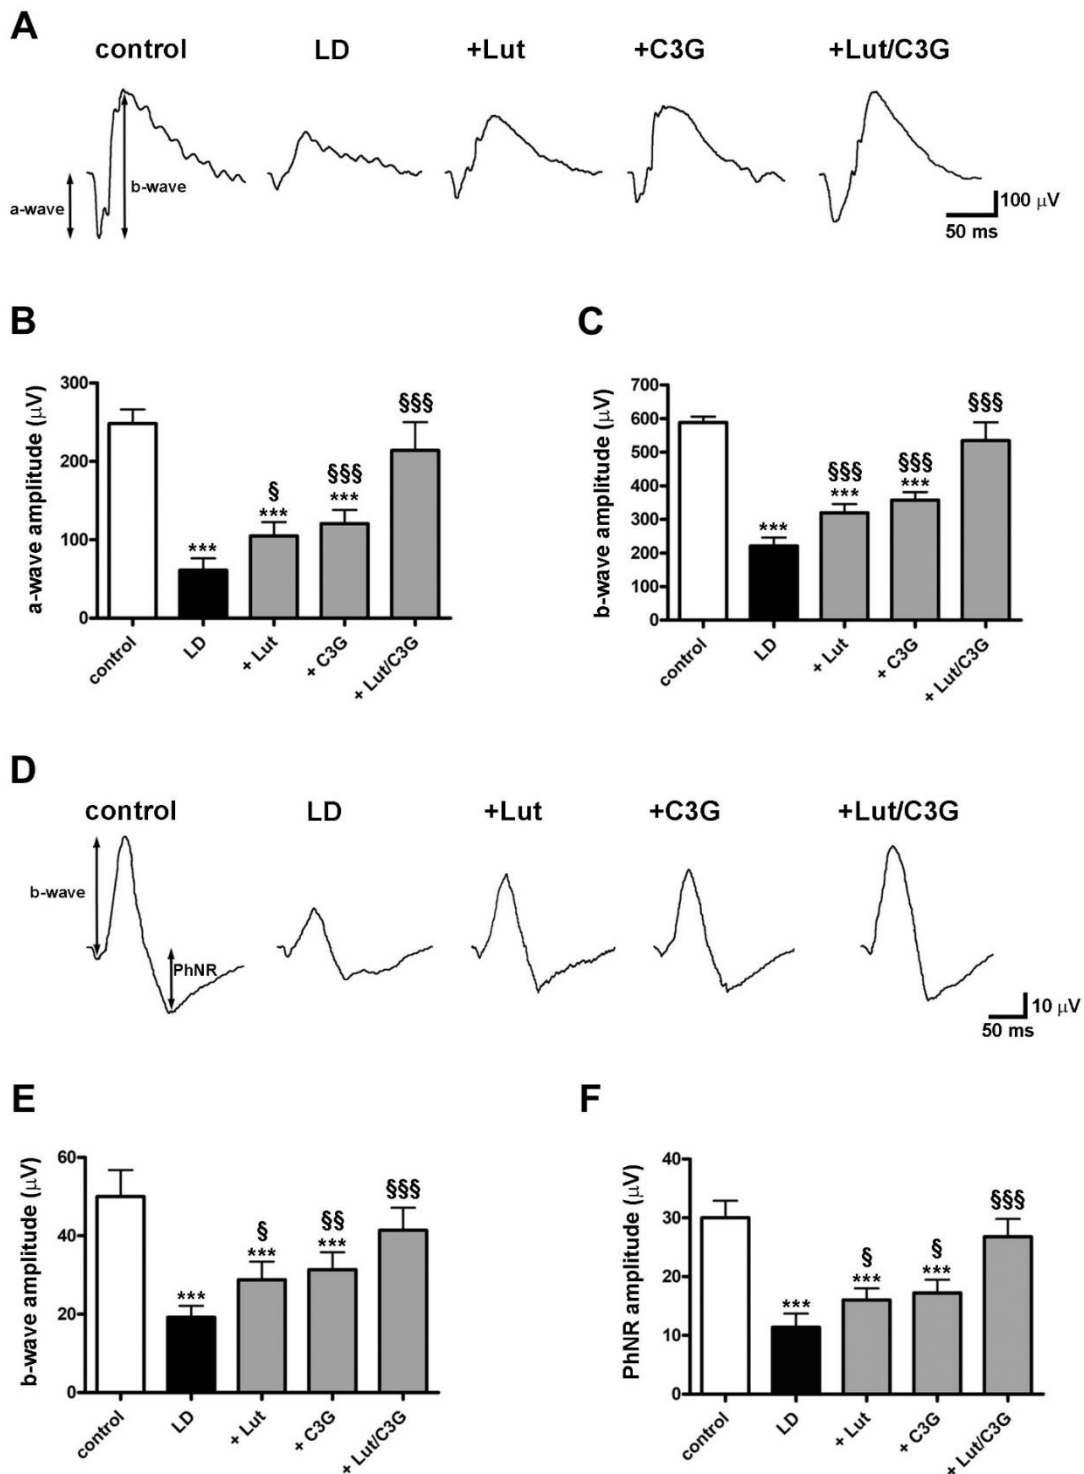 A
control LD +Lut +C3G +Lut/C3G
a-wave
b-wave
100 μV
50 ms
B
a-wave amplitude (μV)
300
200
100
0
***
§
***
§§§
***
§§§
control LD + Lut + C3G + Lut/C3G
C
b-wave amplitude (μV)
700
600
500
400
300
200
100
0
***
§§§
***
§§§
***
§§§
control LD + Lut + C3G + Lut/C3G
D
control LD +Lut +C3G +Lut/C3G
b-wave
PhNR
10 μV
50 ms
E
b-wave amplitude (μV)
60
40
20
0
***
§
***
§§
***
§§§
control LD + Lut + C3G + Lut/C3G
F
PhNR amplitude (μV)
40
30
20
10
0
***
§
***
§
***
§§§
control LD + Lut + C3G + Lut/C3G